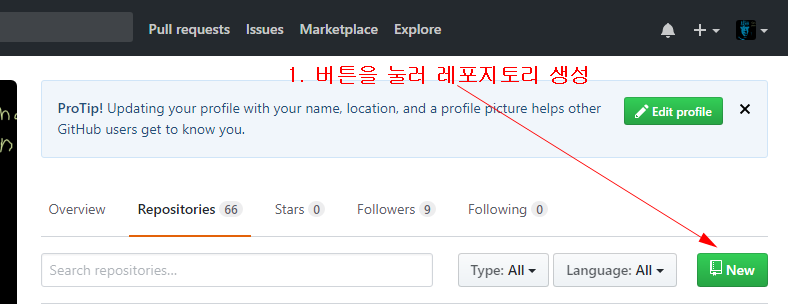 Pull requests Issues Marketplace Explore
1. 버튼을 눌러 레포지토리 생성
ProTip! Updating your profile with your name, location, and a profile picture helps other
GitHub users get to know you.
Edit profile
Overview Repositories 66 Stars 0 Followers 9 Following 0
Search repositories... Type: All Language: All New